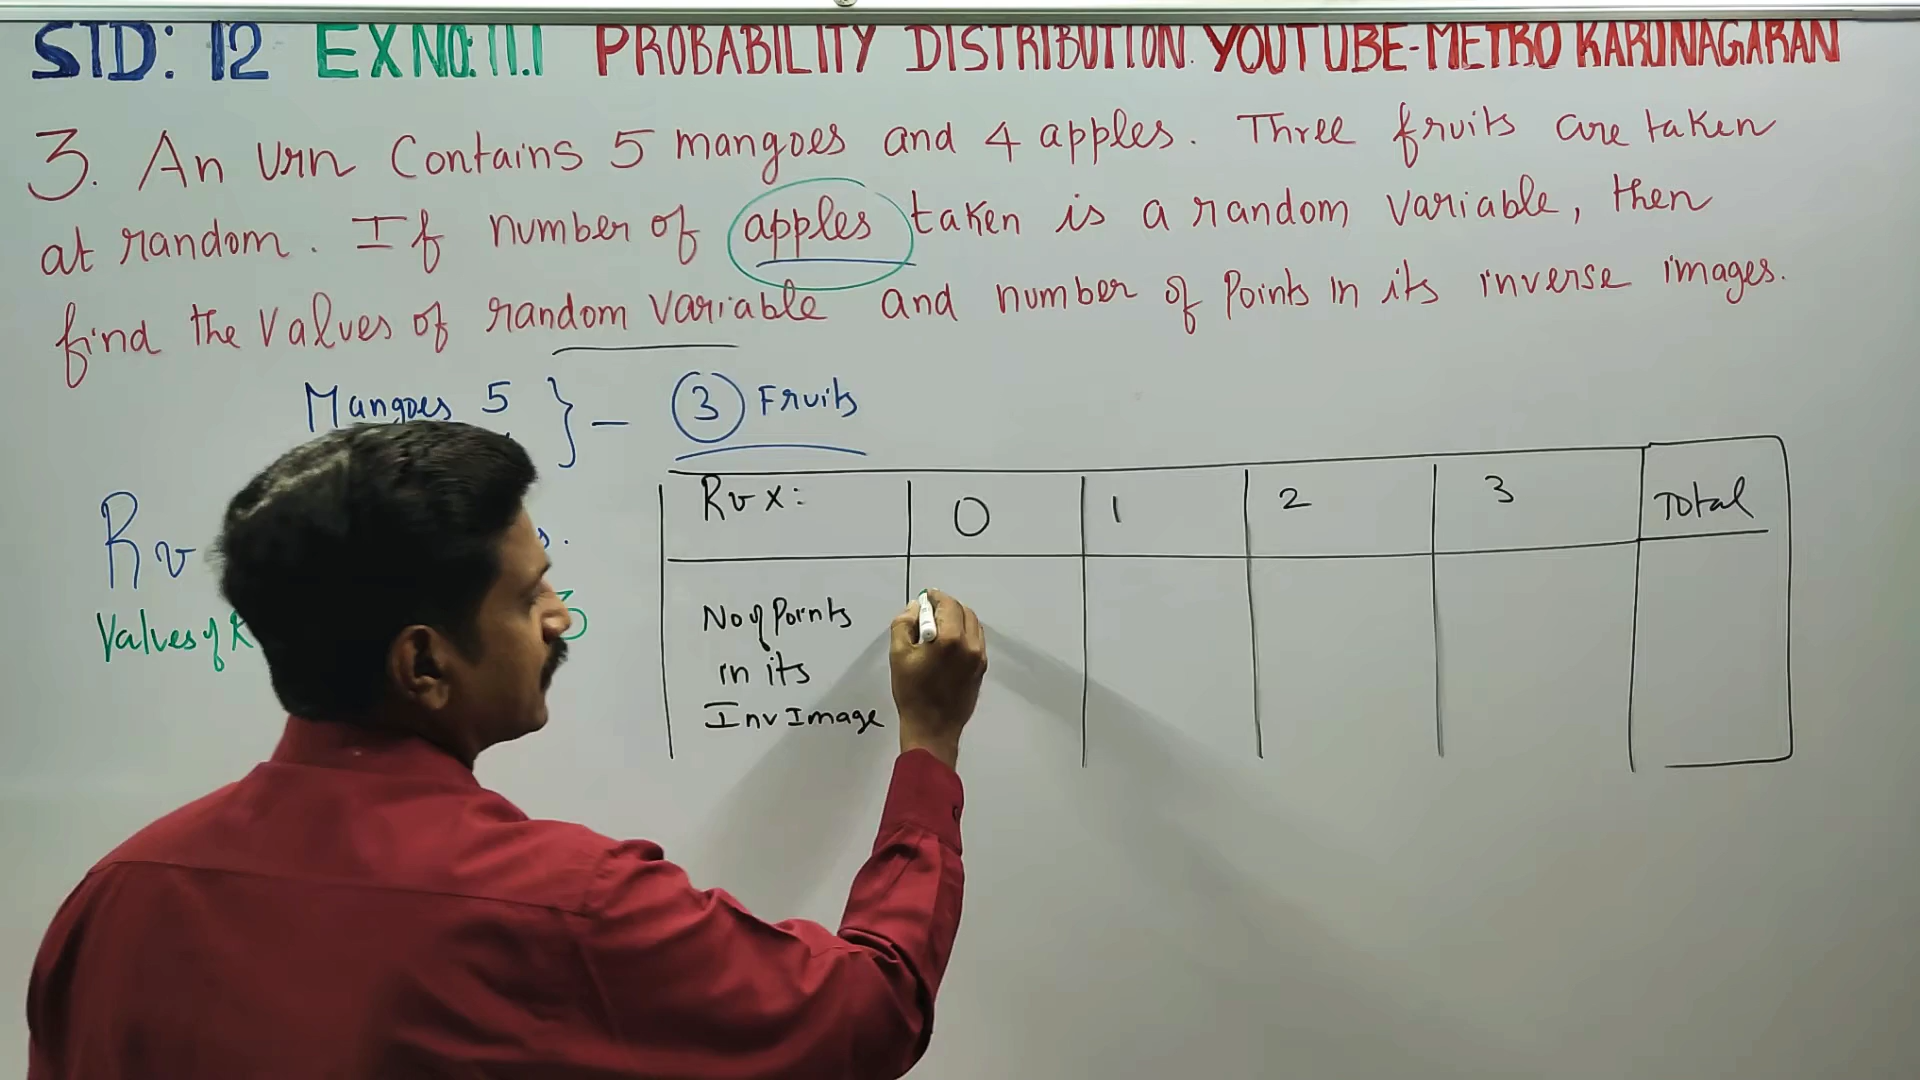 STD: 12 EX NO: 11.1 PROBABILITY DISTRIBUTION. YOUTUBE-METRO KARUNAGARAN
3. An Urn Contains 5 mangoes and 4 apples. Three fruits are taken
at random. If number of apples taken is a random variable, then
find the values of random variable and number of points in its inverse images.
Mangoes 5 } - 3 Fruits
Rv
Values of R
Rv X: 0 1 2 3 Total
No of Points
in its
Inv Image